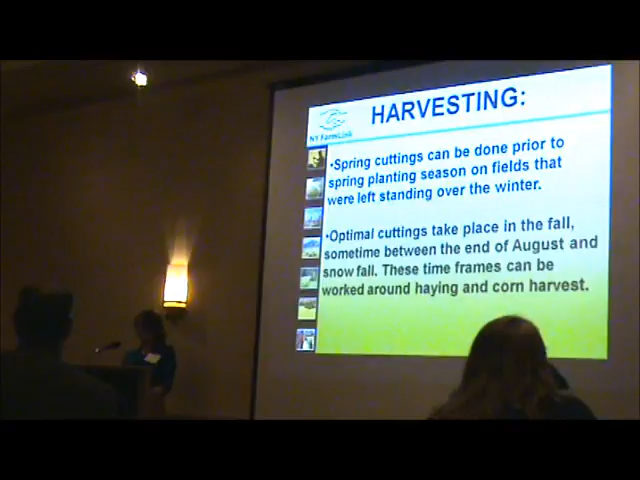 HARVESTING:
NY FarmLink
•Spring cuttings can be done prior to
spring planting season on fields that
were left standing over the winter.
•Optimal cuttings take place in the fall,
sometime between the end of August and
snow fall. These time frames can be
worked around haying and corn harvest.